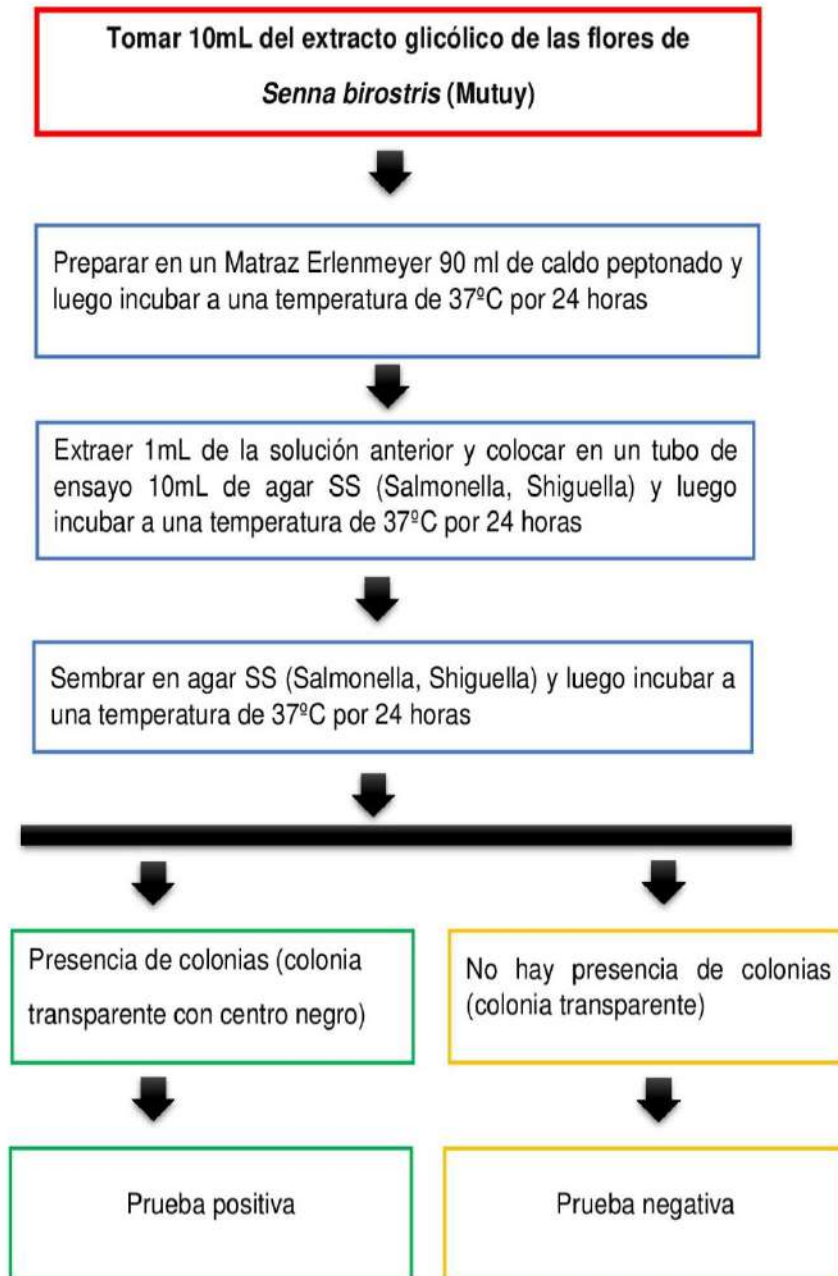 Tomar 10mL del extracto glicólico de las flores de
Senna birostris (Mutuy)
Preparar en un Matraz Erlenmeyer 90 ml de caldo peptonado y
luego incubar a una temperatura de 37ºC por 24 horas
Extraer 1mL de la solución anterior y colocar en un tubo de
ensayo 10mL de agar SS (Salmonella, Shiguella) y luego
incubar a una temperatura de 37ºC por 24 horas
Sembrar en agar SS (Salmonella, Shiguella) y luego incubar a
una temperatura de 37ºC por 24 horas
Presencia de colonias (colonia
transparente con centro negro)
No hay presencia de colonias
(colonia transparente)
Prueba positiva
Prueba negativa